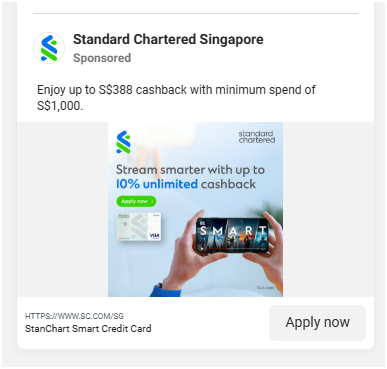 Standard Chartered Singapore
Sponsored
Enjoy up to S$388 cashback with minimum spend of
S$1,000.
standard
chartered
Stream smarter with up to
10% unlimited cashback
Apply now
VISA
BE
SMART
HTTPS://WWW.SC.COM/SG
StanChart Smart Credit Card
Apply now